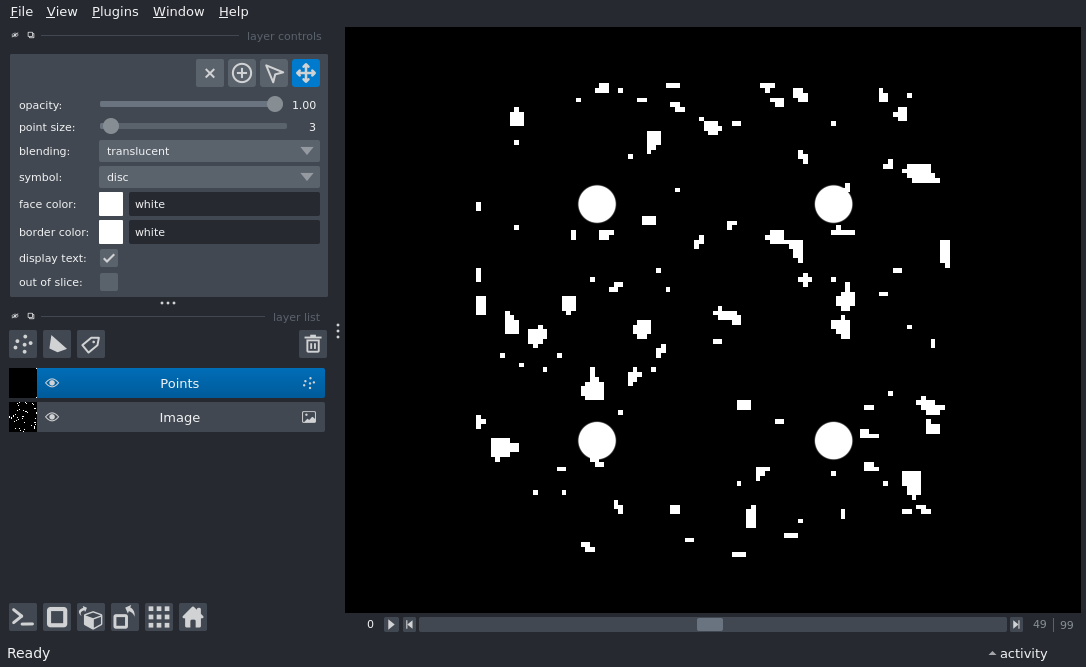 File View Plugins Window Help
layer controls
opacity: 1.00
point size: 3
blending: translucent
symbol: disc
face color: white
border color: white
display text:
out of slice:
layer list
Points
Image
0 49 99
Ready activity